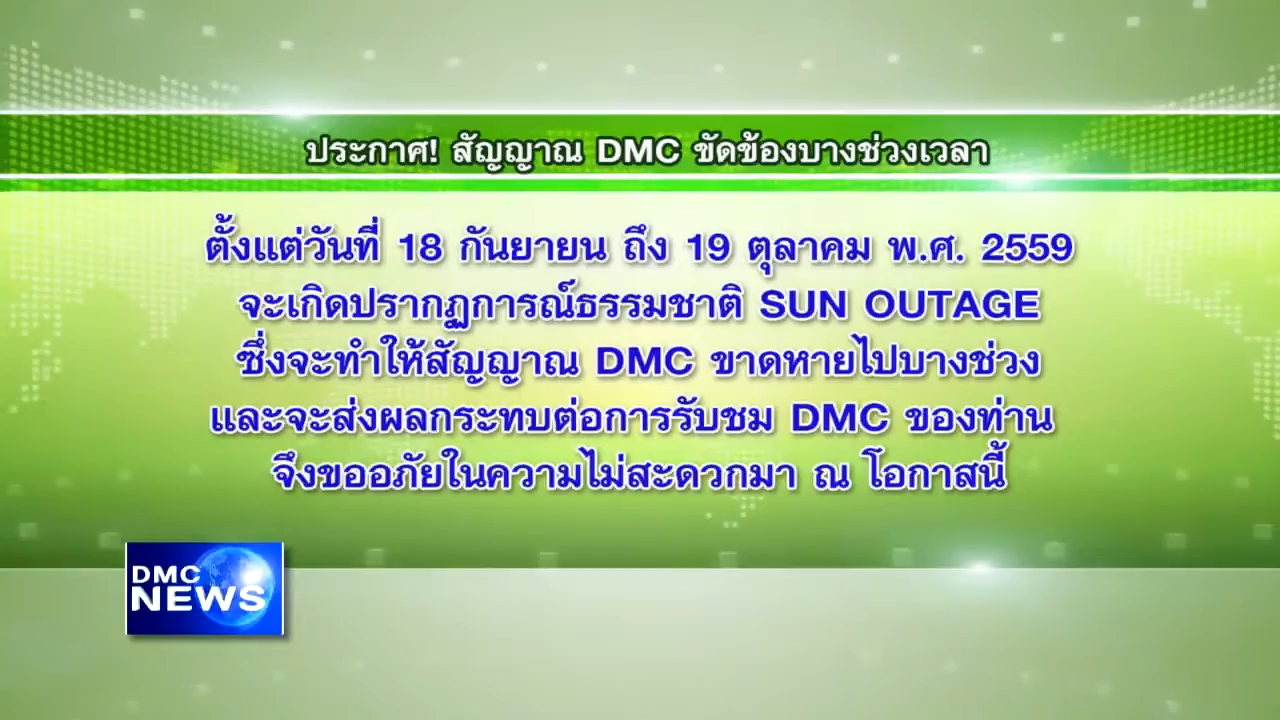 ประกาศ! สัญญาณ DMC ขัดข้องบางช่วงเวลา
ตั้งแต่วันที่ 18 กันยายน ถึง 19 ตุลาคม พ.ศ. 2559
จะเกิดปรากฏการณ์ธรรมชาติ SUN OUTAGE
ซึ่งจะทำให้สัญญาณ DMC ขาดหายไปบางช่วง
และจะส่งผลกระทบต่อการรับชม DMC ของท่าน
จึงขออภัยในความไม่สะดวกมา ณ โอกาสนี้
DMC
NEWS